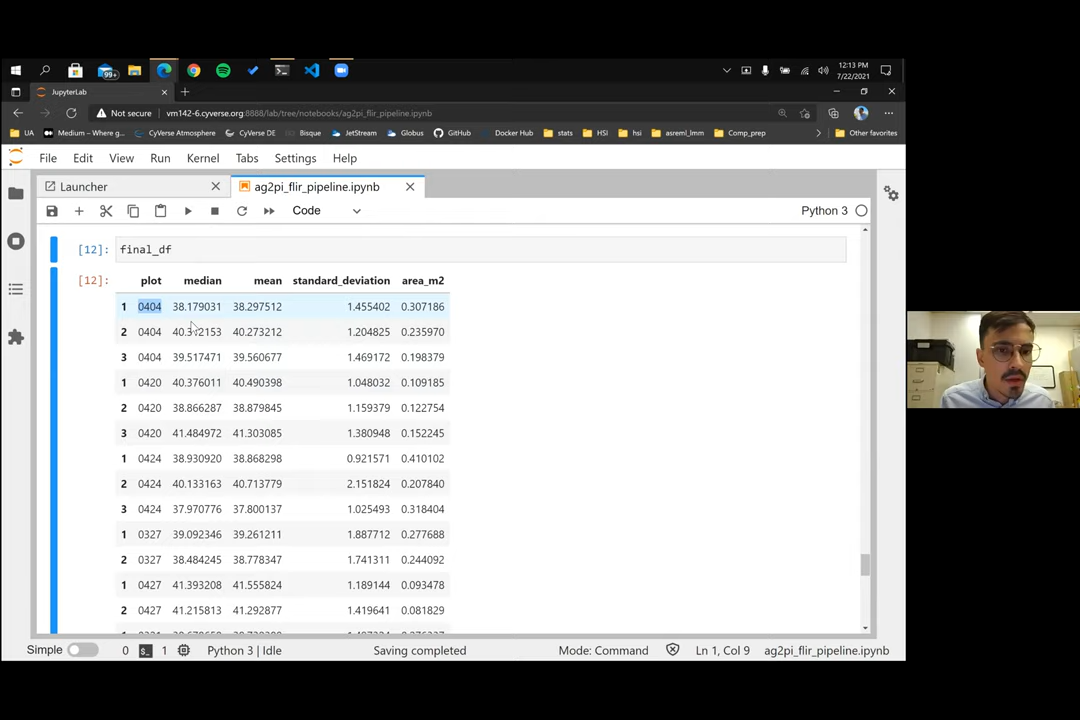 12:13 PM
7/22/2021
99+
JupyterLab
Not secure vm142-6.cyverse.org:8888/lab/tree/notebooks/ag2pi_flir_pipeline.ipynb
UA Medium – Where g... CyVerse Atmosphere CyVerse DE Bisque JetStream Globus GitHub Docker Hub stats HSI hsi asreml_lmm Comp_prep Other favorites
File Edit View Run Kernel Tabs Settings Help
Launcher ag2pi_flir_pipeline.ipynb
Code Python 3
[12]: final_df
[12]: plot median mean standard_deviation area_m2
1 0404 38.179031 38.297512 1.455402 0.307186
2 0404 40.273212 1.204825 0.235970
3 0404 39.517471 39.560677 1.469172 0.198379
1 0420 40.376011 40.490398 1.048032 0.109185
2 0420 38.866287 38.879845 1.159379 0.122754
3 0420 41.484972 41.303085 1.380948 0.152245
1 0424 38.930920 38.868298 0.921571 0.410102
2 0424 40.133163 40.713779 2.151824 0.207840
3 0424 37.970776 37.800137 1.025493 0.318404
1 0327 39.092346 39.261211 1.887712 0.277688
2 0327 38.484245 38.778347 1.741311 0.244092
1 0427 41.393208 41.555824 1.189144 0.093478
2 0427 41.215813 41.292877 1.419641 0.081829
Simple 0 1 Python 3 | Idle Saving completed Mode: Command Ln 1, Col 9 ag2pi_flir_pipeline.ipynb